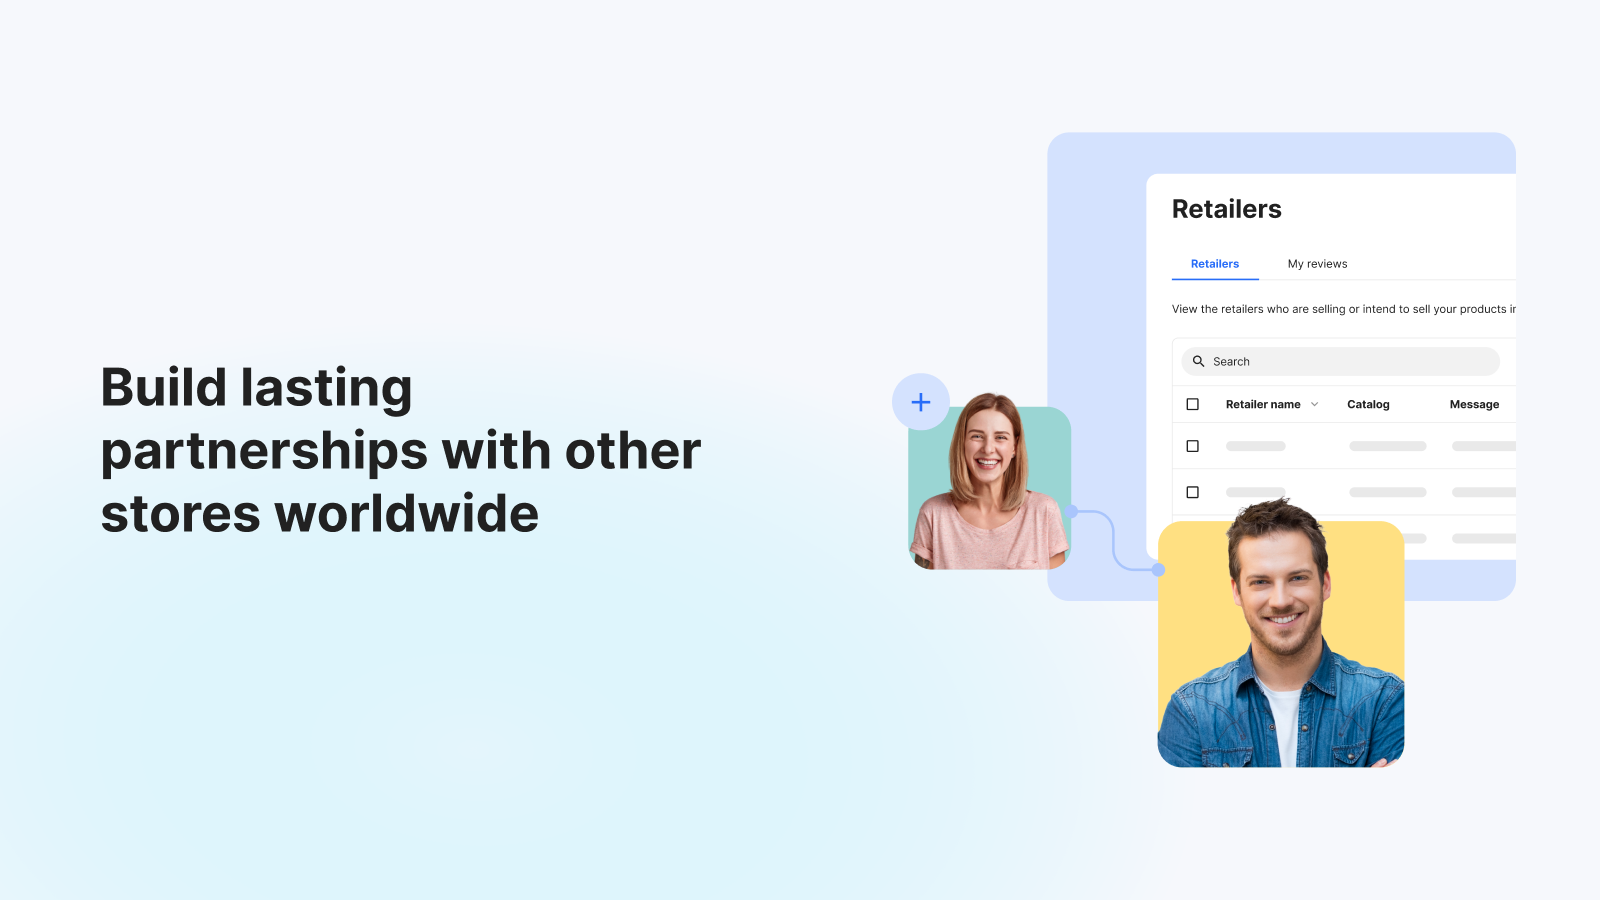 Build lasting
partnerships with other
stores worldwide
Retailers
Retailers My reviews
View the retailers who are selling or intend to sell your products
Search
Retailer name Catalog Message